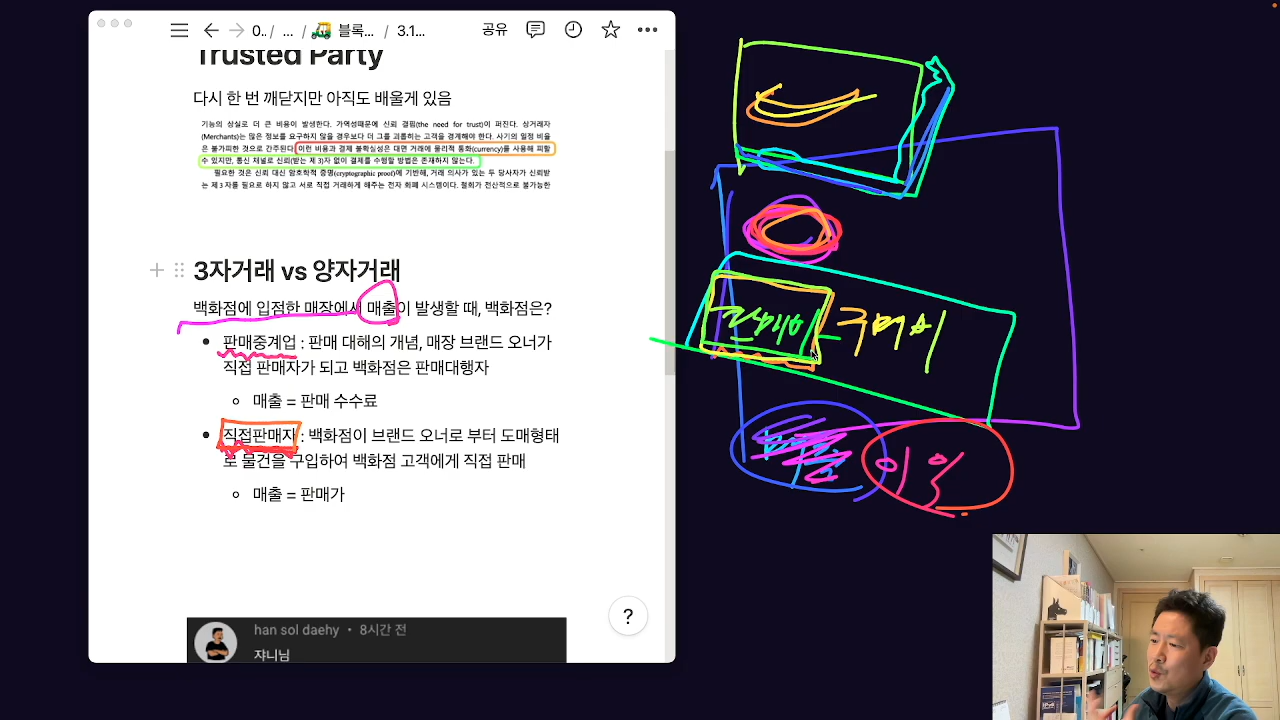 0.. / ... / 블록... / 3.1...
공유
Trusted Party
다시 한 번 깨닫지만 아직도 배울게 있음
기능의 상실로 더 큰 비용이 발생한다. 가역성때문에 신뢰 결핍(the need for trust)이 퍼진다. 상거래자
(Merchants)는 많은 정보를 요구하지 않을 경우보다 더 그를 괴롭히는 고객을 경계해야 한다. 사기의 일정 비율
은 불가피한 것으로 간주된다. 이런 비용과 결제 불확실성은 대면 거래에 물리적 통화(currency)를 사용해 피할
수 있지만, 통신 채널로 신뢰(받는 제 3)자 없이 결제를 수행할 방법은 존재하지 않는다.
필요한 것은 신뢰 대신 암호학적 증명(cryptographic proof)에 기반해, 거래 의사가 있는 두 당사자가 신뢰받
는 제 3자를 필요로 하지 않고 서로 직접 거래하게 해주는 전자 화폐 시스템이다. 철회가 전산적으로 불가능한
3자거래 vs 양자거래
백화점에 입점한 매장에서 매출이 발생할 때, 백화점은?
판매중계업 : 판매 대해의 개념, 매장 브랜드 오너가
직접 판매자가 되고 백화점은 판매대행자
매출 = 판매 수수료
직접판매자 : 백화점이 브랜드 오너로 부터 도매형태
로 물건을 구입하여 백화점 고객에게 직접 판매
매출 = 판매가
?
han sol daehy • 8시간 전
쟈니님